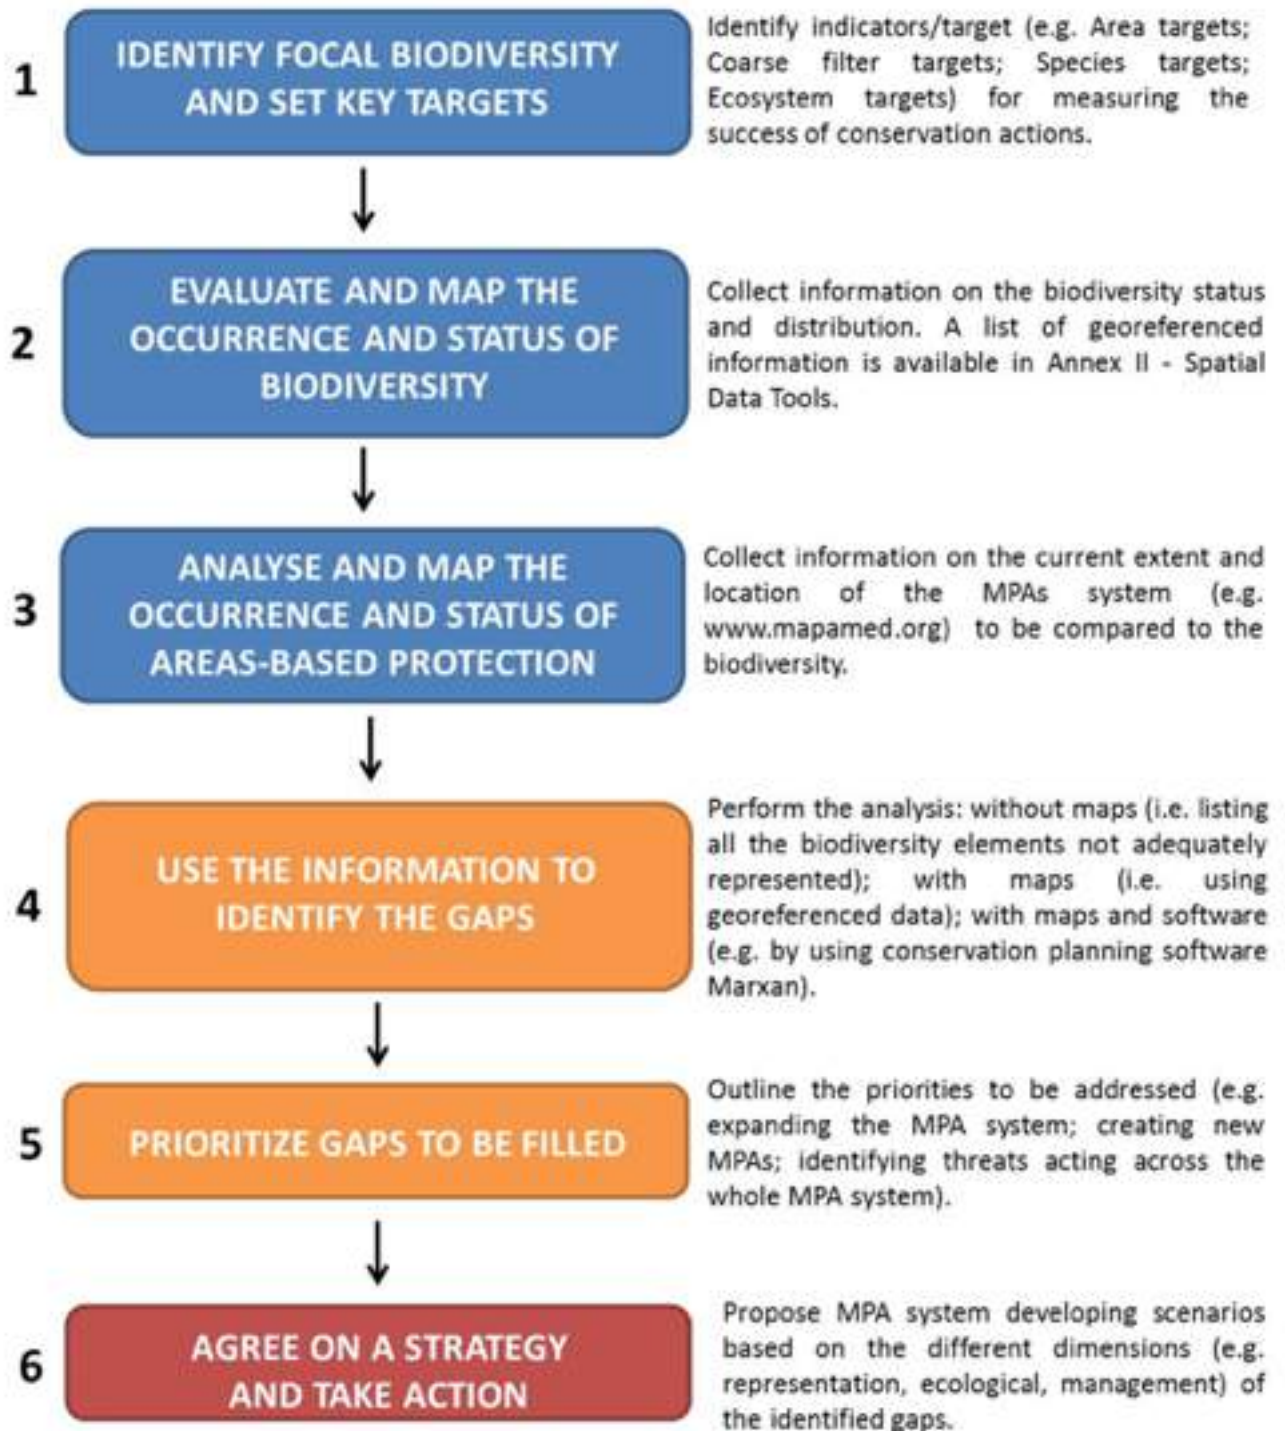 1
IDENTIFY FOCAL BIODIVERSITY
AND SET KEY TARGETS
Identify indicators/target (e.g. Area targets;
Coarse filter targets; Species targets;
Ecosystem targets) for measuring the
success of conservation actions.
2
EVALUATE AND MAP THE
OCCURRENCE AND STATUS OF
BIODIVERSITY
Collect information on the biodiversity status
and distribution. A list of georeferenced
information is available in Annex II - Spatial
Data Tools.
3
ANALYSE AND MAP THE
OCCURRENCE AND STATUS OF
AREAS-BASED PROTECTION
Collect information on the current extent and
location of the MPAs system (e.g.
www.mapamed.org) to be compared to the
biodiversity.
4
USE THE INFORMATION TO
IDENTIFY THE GAPS
Perform the analysis: without maps (i.e. listing
all the biodiversity elements not adequately
represented); with maps (i.e. using
georeferenced data); with maps and software
(e.g. by using conservation planning software
Marxan).
5
PRIORITIZE GAPS TO BE FILLED
Outline the priorities to be addressed (e.g.
expanding the MPA system; creating new
MPAs; identifying threats acting across the
whole MPA system).
6
AGREE ON A STRATEGY
AND TAKE ACTION
Propose MPA system developing scenarios
based on the different dimensions (e.g.
representation, ecological, management) of
the identified gaps.